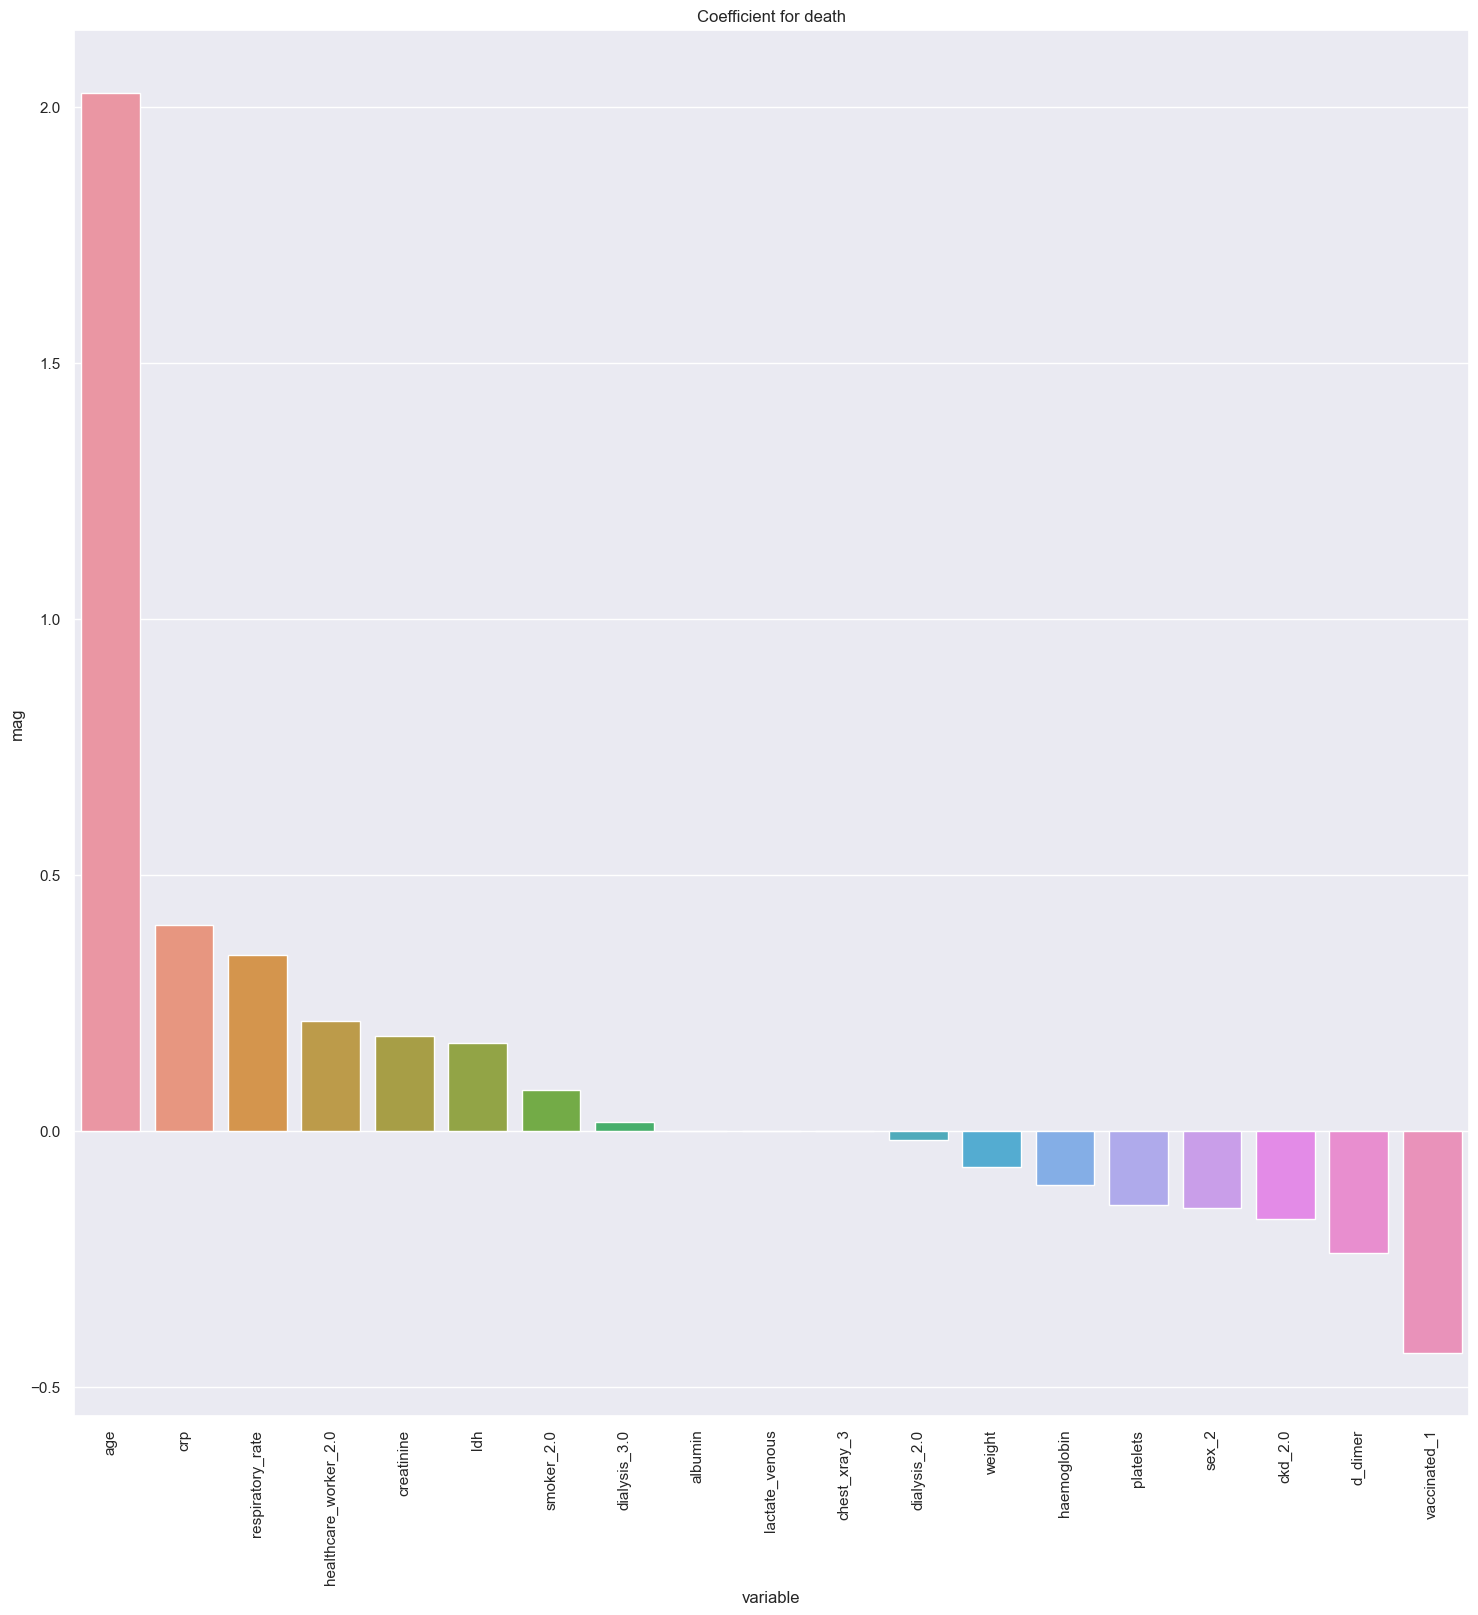 Coefficient for death
2.0
1.5
1.0
0.5
0.0
−0.5
mag
age
crp
respiratory_rate
healthcare_worker_2.0
creatinine
ldh
smoker_2.0
dialysis_3.0
albumin
lactate_venous
chest_xray_3
dialysis_2.0
weight
haemoglobin
platelets
sex_2
ckd_2.0
d_dimer
vaccinated_1
variable